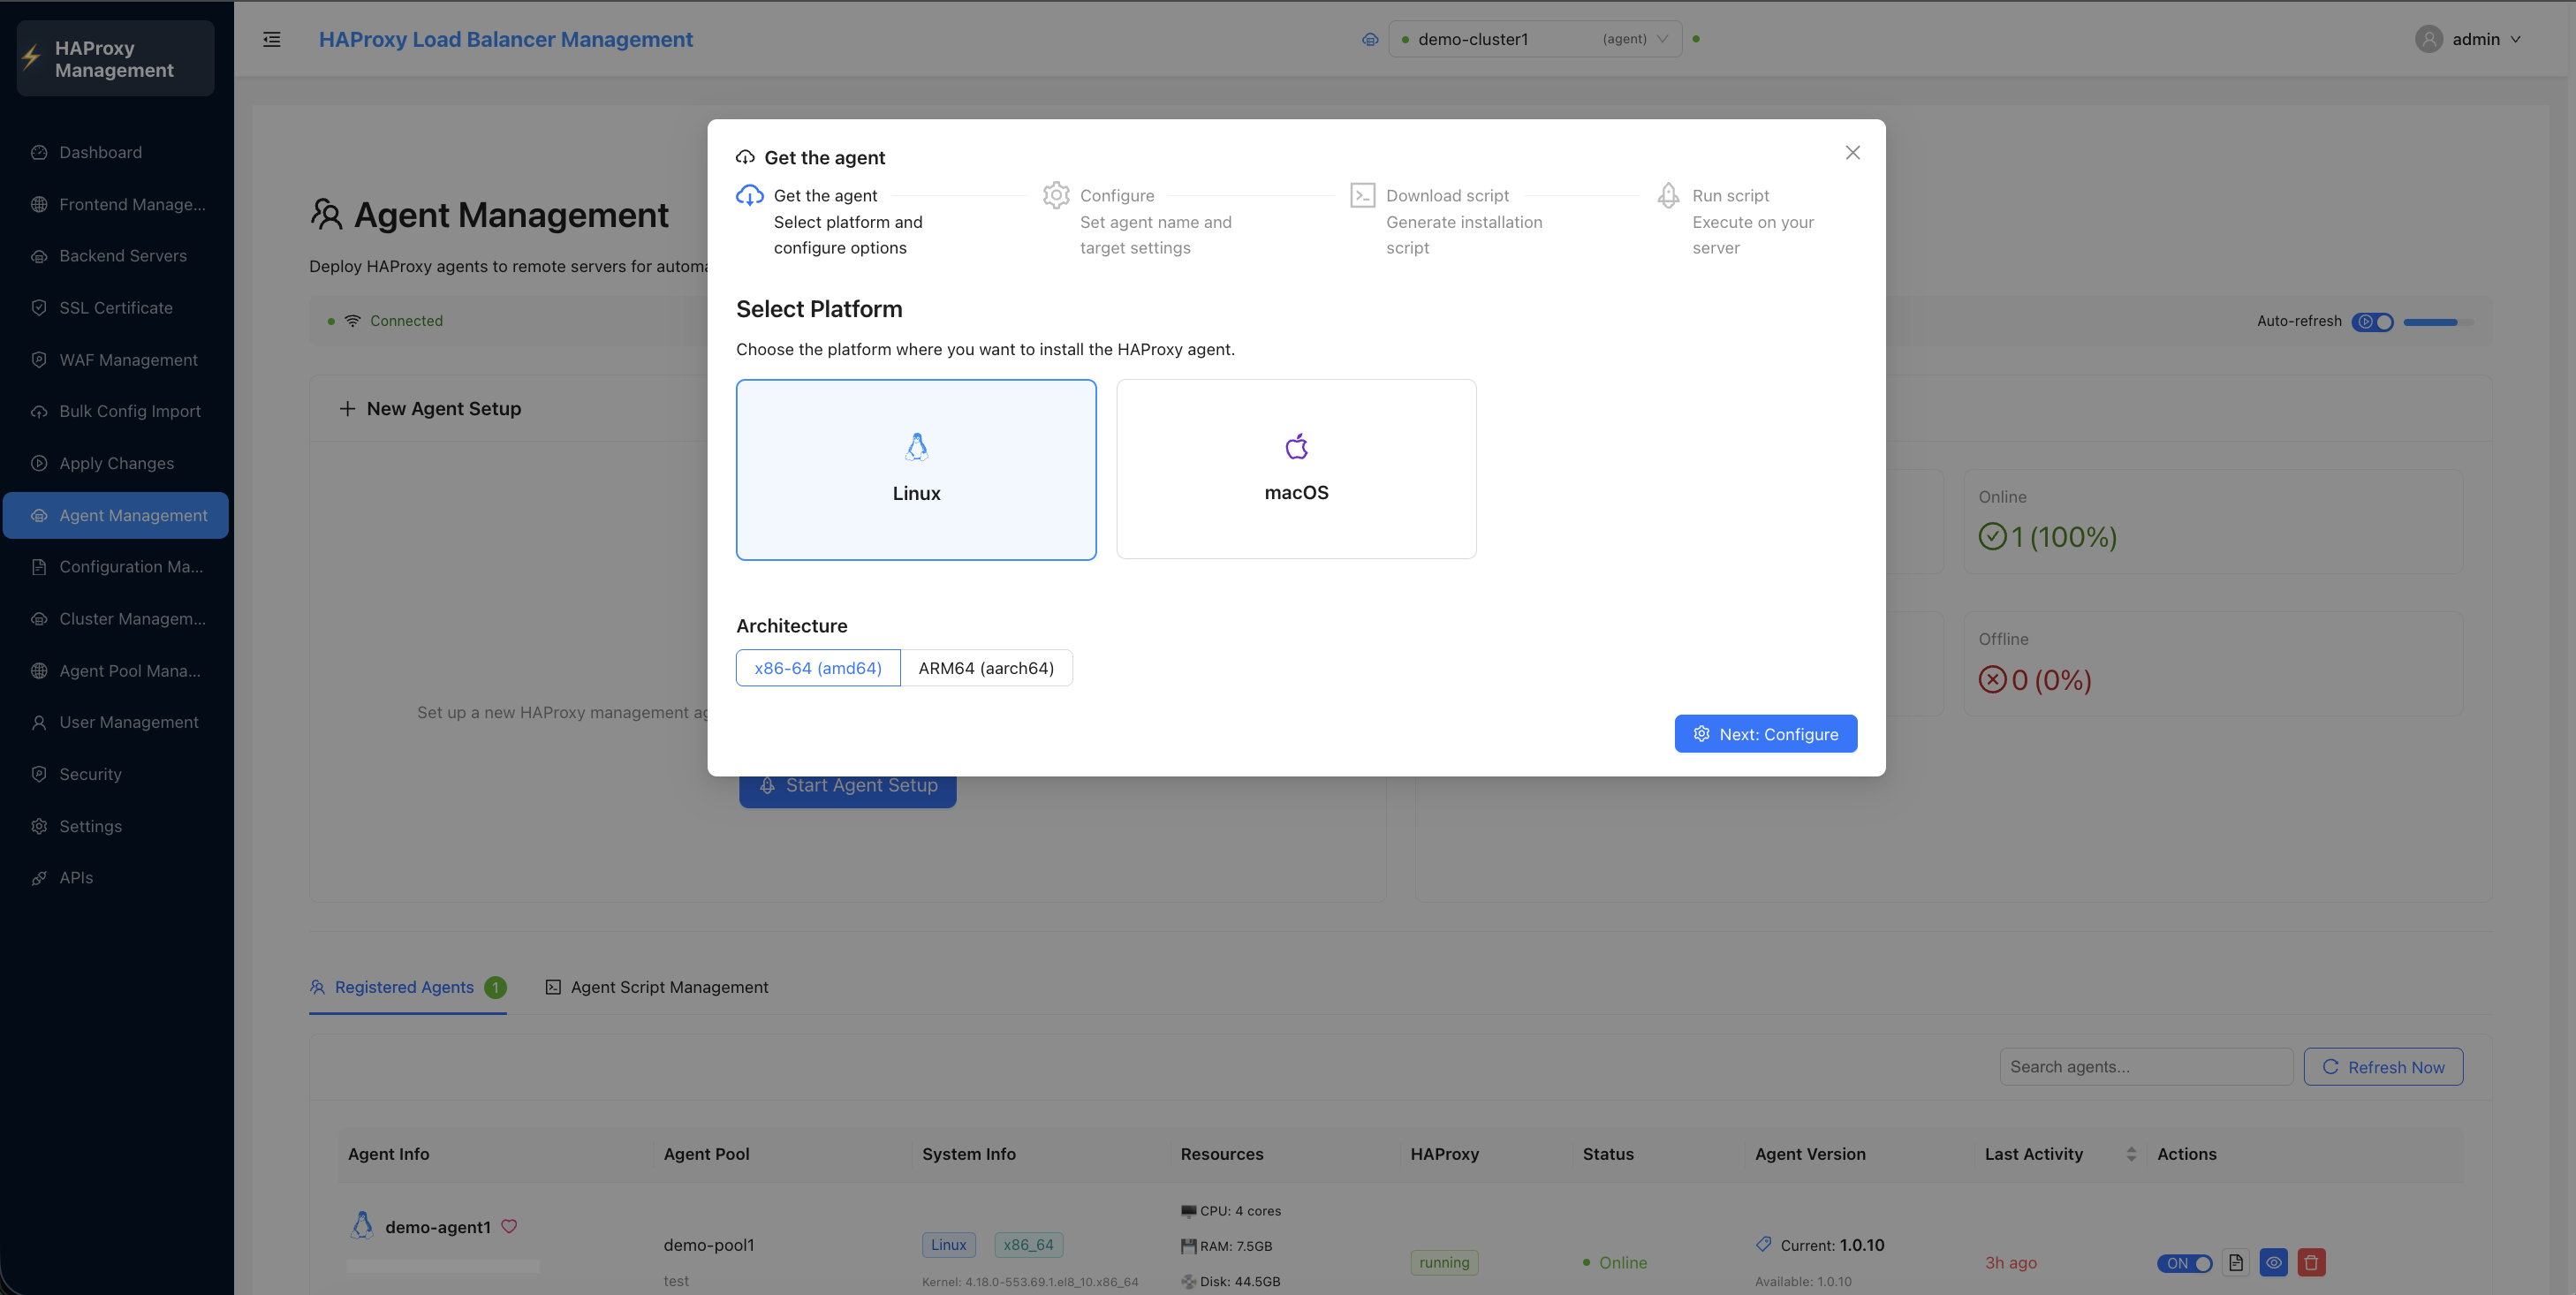 HAProxy
Management
HAProxy Load Balancer Management
demo-cluster1
(agent)
admin
Dashboard
Frontend Manage...
Backend Servers
SSL Certificate
WAF Management
Bulk Config Import
Apply Changes
Agent Management
Configuration Ma...
Cluster Managem...
Agent Pool Mana...
User Management
Security
Settings
APIs
Agent Management
Deploy HAProxy agents to remote servers for
Connected
Auto-refresh
New Agent Setup
Set up a new HAProxy management
Start Agent Setup
Online
1 (100%)
Offline
0 (0%)
Get the agent
Get the agent
Select platform and
configure options
Configure
Set agent name and
target settings
Download script
Generate installation
script
Run script
Execute on your
server
Select Platform
Choose the platform where you want to install the HAProxy agent.
Linux
macOS
Architecture
x86-64 (amd64)
ARM64 (aarch64)
Next: Configure
Registered Agents 1
Agent Script Management
Search agents...
Refresh Now
Agent Info
Agent Pool
System Info
Resources
HAProxy
Status
Agent Version
Last Activity
Actions
demo-agent1
demo-pool1
test
Linux
x86_64
Kernel: 4.18.0-553.69.1.el8_10.x86_64
CPU: 4 cores
RAM: 7.5GB
Disk: 44.5GB
running
Online
Current: 1.0.10
Available: 1.0.10
3h ago
ON